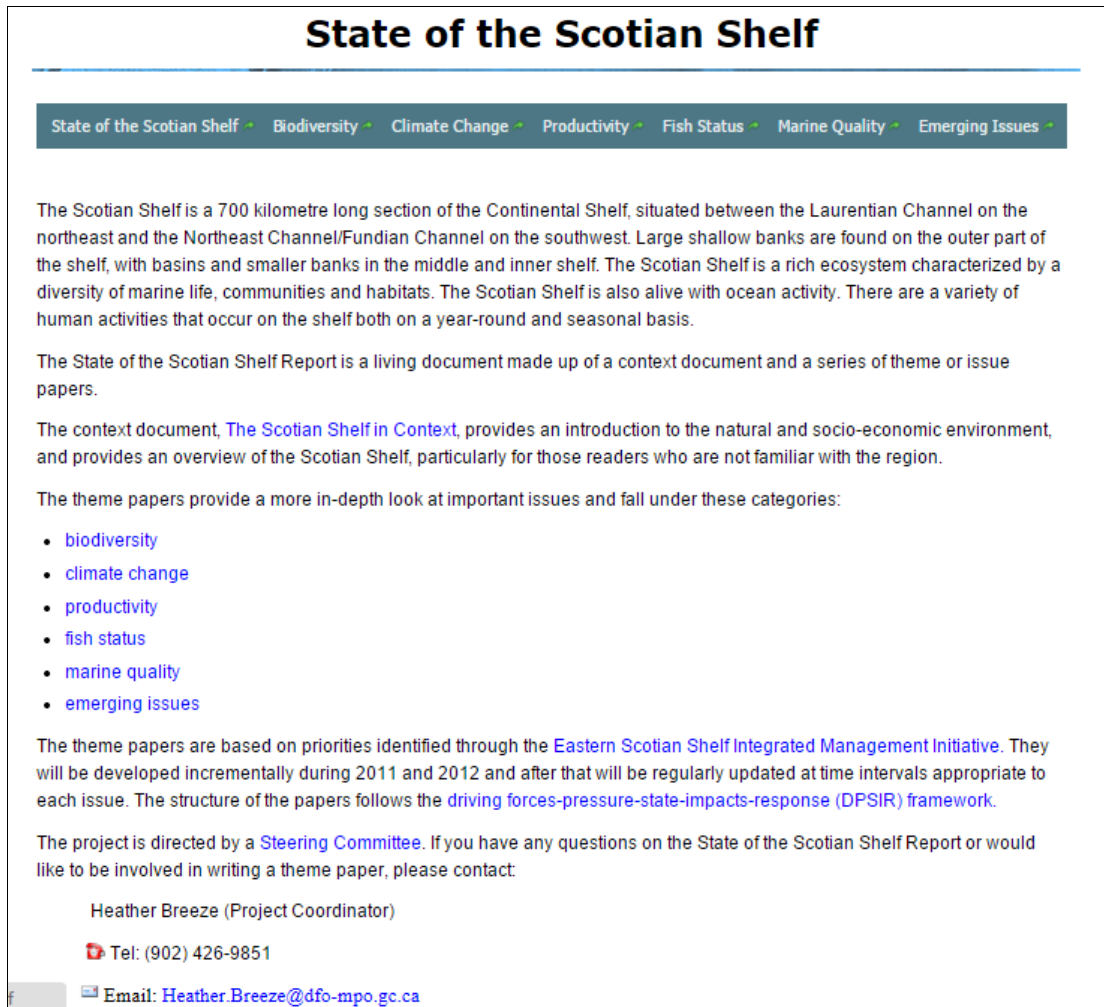 State of the Scotian Shelf
State of the Scotian Shelf Biodiversity Climate Change Productivity Fish Status Marine Quality Emerging Issues
The Scotian Shelf is a 700 kilometre long section of the Continental Shelf, situated between the Laurentian Channel on the
northeast and the Northeast Channel/Fundian Channel on the southwest. Large shallow banks are found on the outer part of
the shelf, with basins and smaller banks in the middle and inner shelf. The Scotian Shelf is a rich ecosystem characterized by a
diversity of marine life, communities and habitats. The Scotian Shelf is also alive with ocean activity. There are a variety of
human activities that occur on the shelf both on a year-round and seasonal basis.
The State of the Scotian Shelf Report is a living document made up of a context document and a series of theme or issue
papers.
The context document, The Scotian Shelf in Context, provides an introduction to the natural and socio-economic environment,
and provides an overview of the Scotian Shelf, particularly for those readers who are not familiar with the region.
The theme papers provide a more in-depth look at important issues and fall under these categories:
• biodiversity
• climate change
• productivity
• fish status
• marine quality
• emerging issues
The theme papers are based on priorities identified through the Eastern Scotian Shelf Integrated Management Initiative. They
will be developed incrementally during 2011 and 2012 and after that will be regularly updated at time intervals appropriate to
each issue. The structure of the papers follows the driving forces-pressure-state-impacts-response (DPSIR) framework.
The project is directed by a Steering Committee. If you have any questions on the State of the Scotian Shelf Report or would
like to be involved in writing a theme paper, please contact:
Heather Breeze (Project Coordinator)
Tel: (902) 426-9851
f Email: Heather.Breeze@dfo-mpo.gc.ca